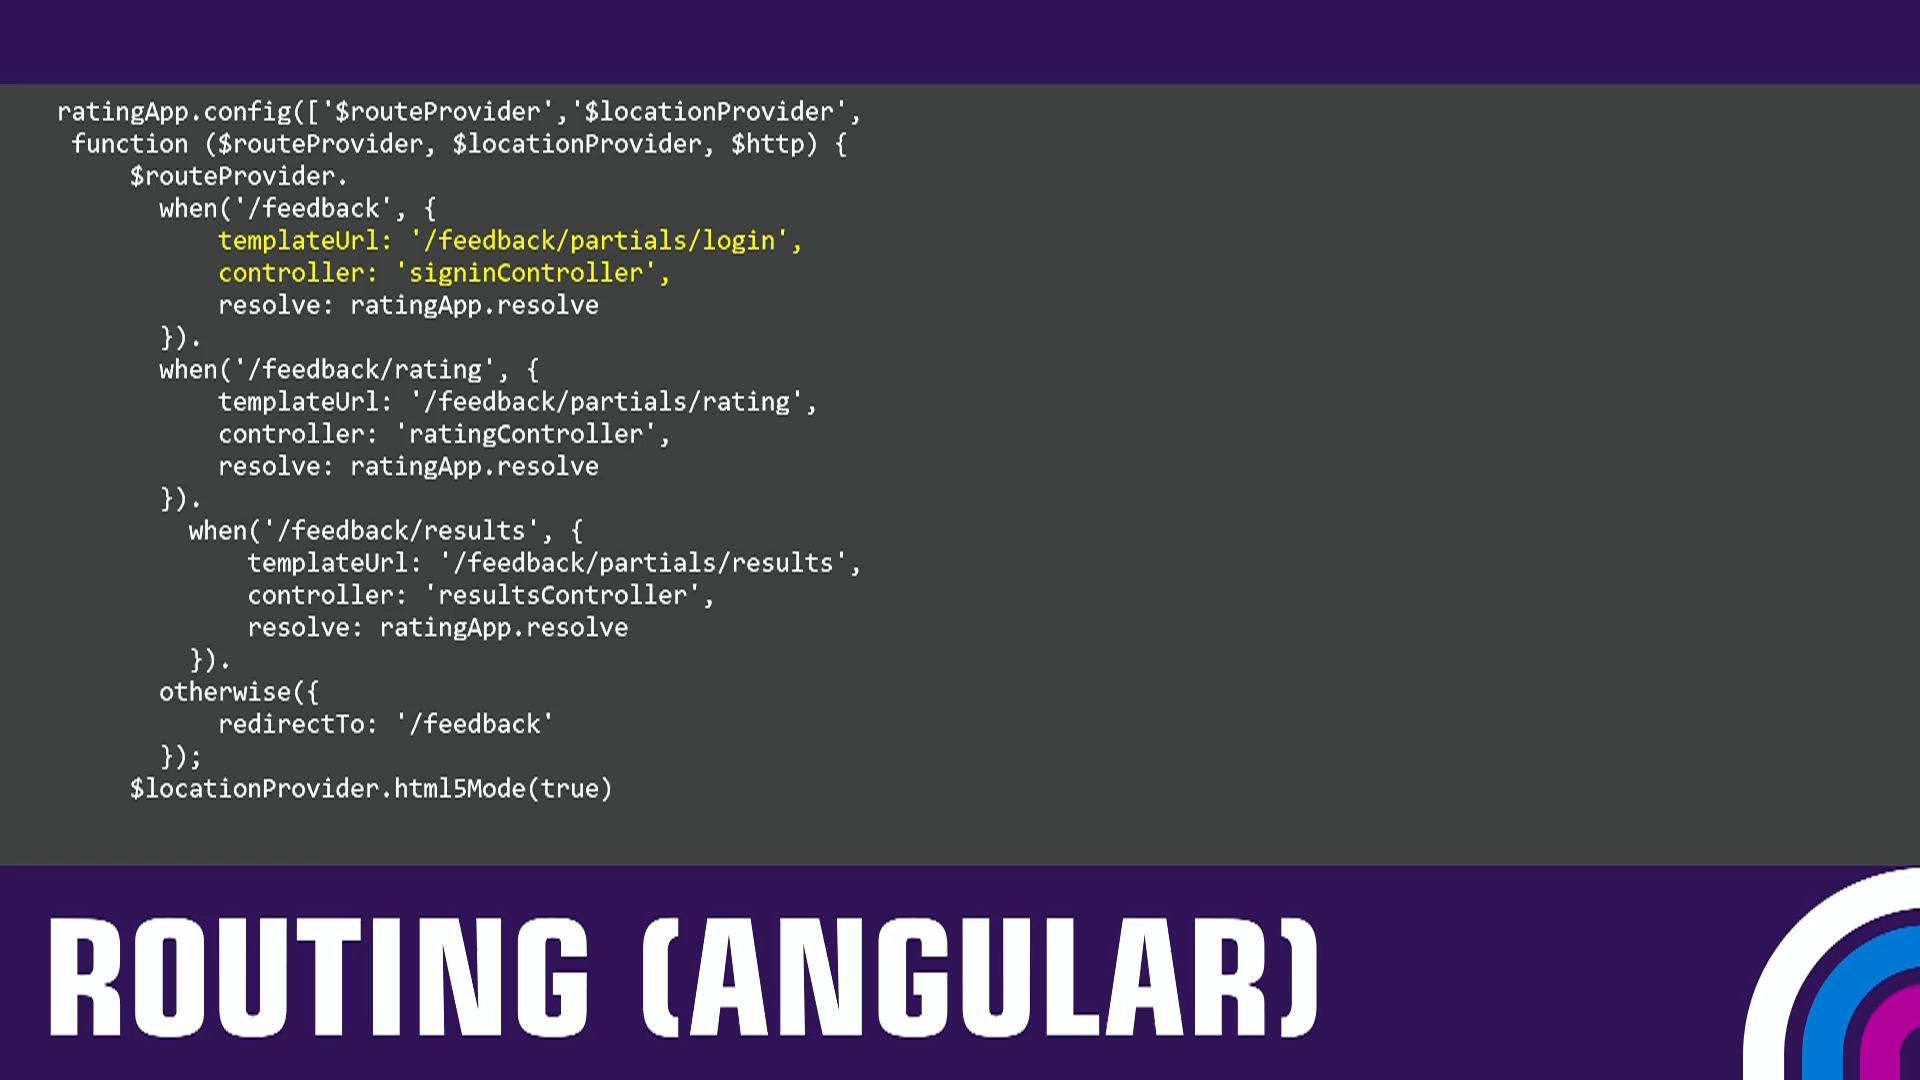 ratingApp.config(['$routeProvider','$locationProvider',
function ($routeProvider, $locationProvider, $http) {
$routeProvider.
when('/feedback', {
templateUrl: '/feedback/partials/login',
controller: 'signinController',
resolve: ratingApp.resolve
}).
when('/feedback/rating', {
templateUrl: '/feedback/partials/rating',
controller: 'ratingController',
resolve: ratingApp.resolve
}).
when('/feedback/results', {
templateUrl: '/feedback/partials/results',
controller: 'resultsController',
resolve: ratingApp.resolve
}).
otherwise({
redirectTo: '/feedback'
});
$locationProvider.html5Mode(true)
ROUTING (ANGULAR)